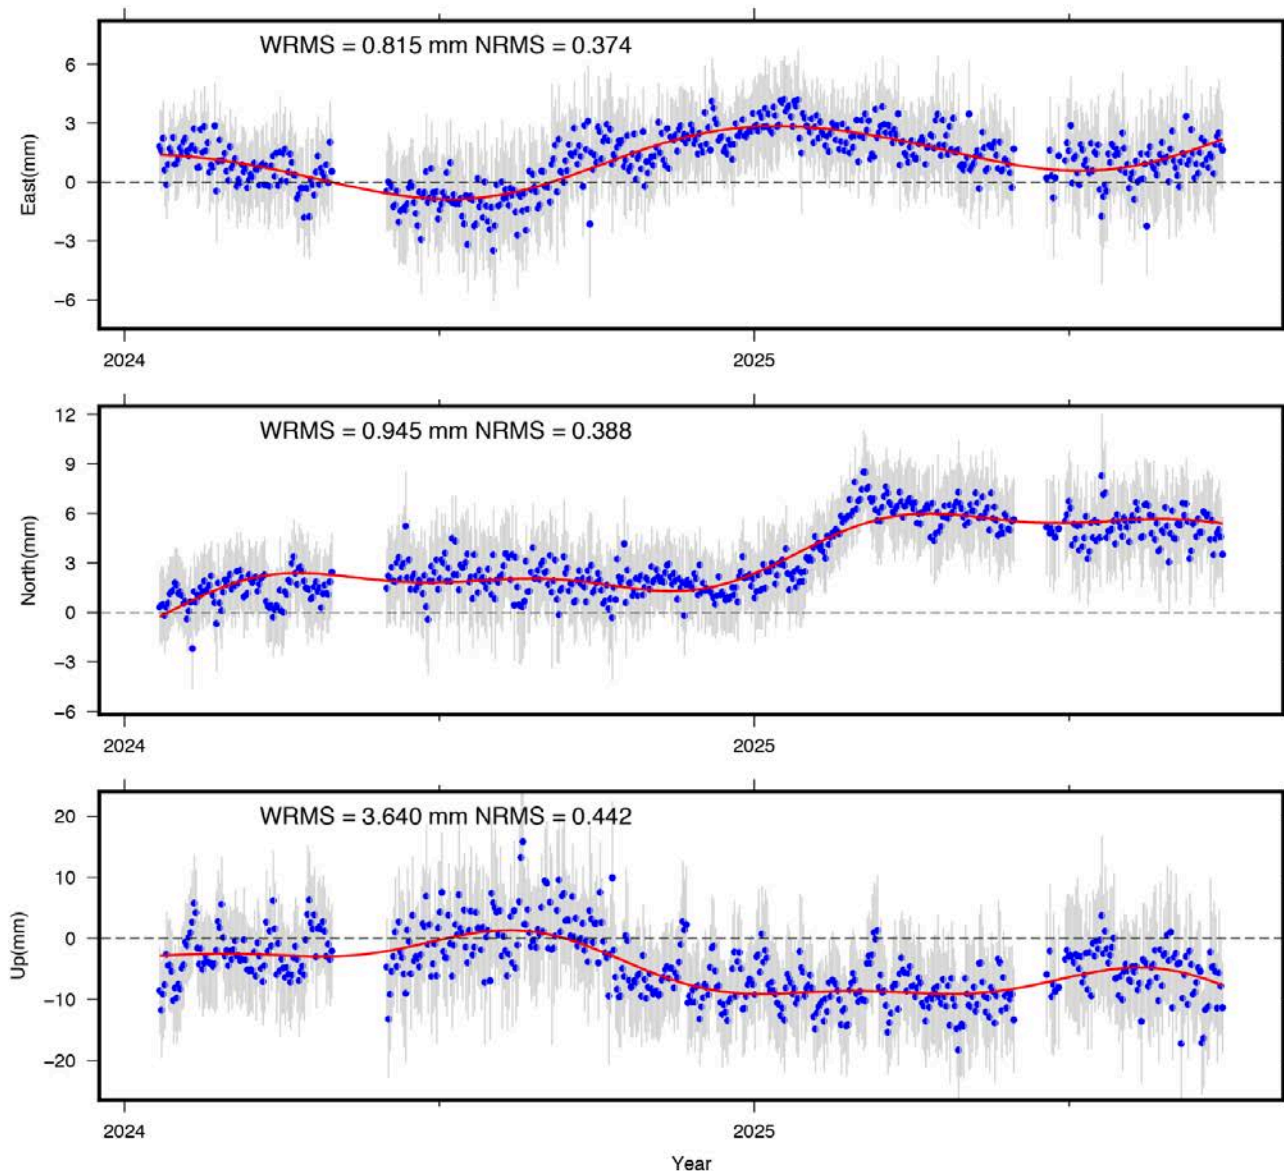 WRMS = 0.815 mm NRMS = 0.374
6
3
0
−3
−6
East(mm)
2024 2025
WRMS = 0.945 mm NRMS = 0.388
12
9
6
3
0
−3
−6
North(mm)
2024 2025
WRMS = 3.640 mm NRMS = 0.442
20
10
0
−10
−20
Up(mm)
2024 2025
Year